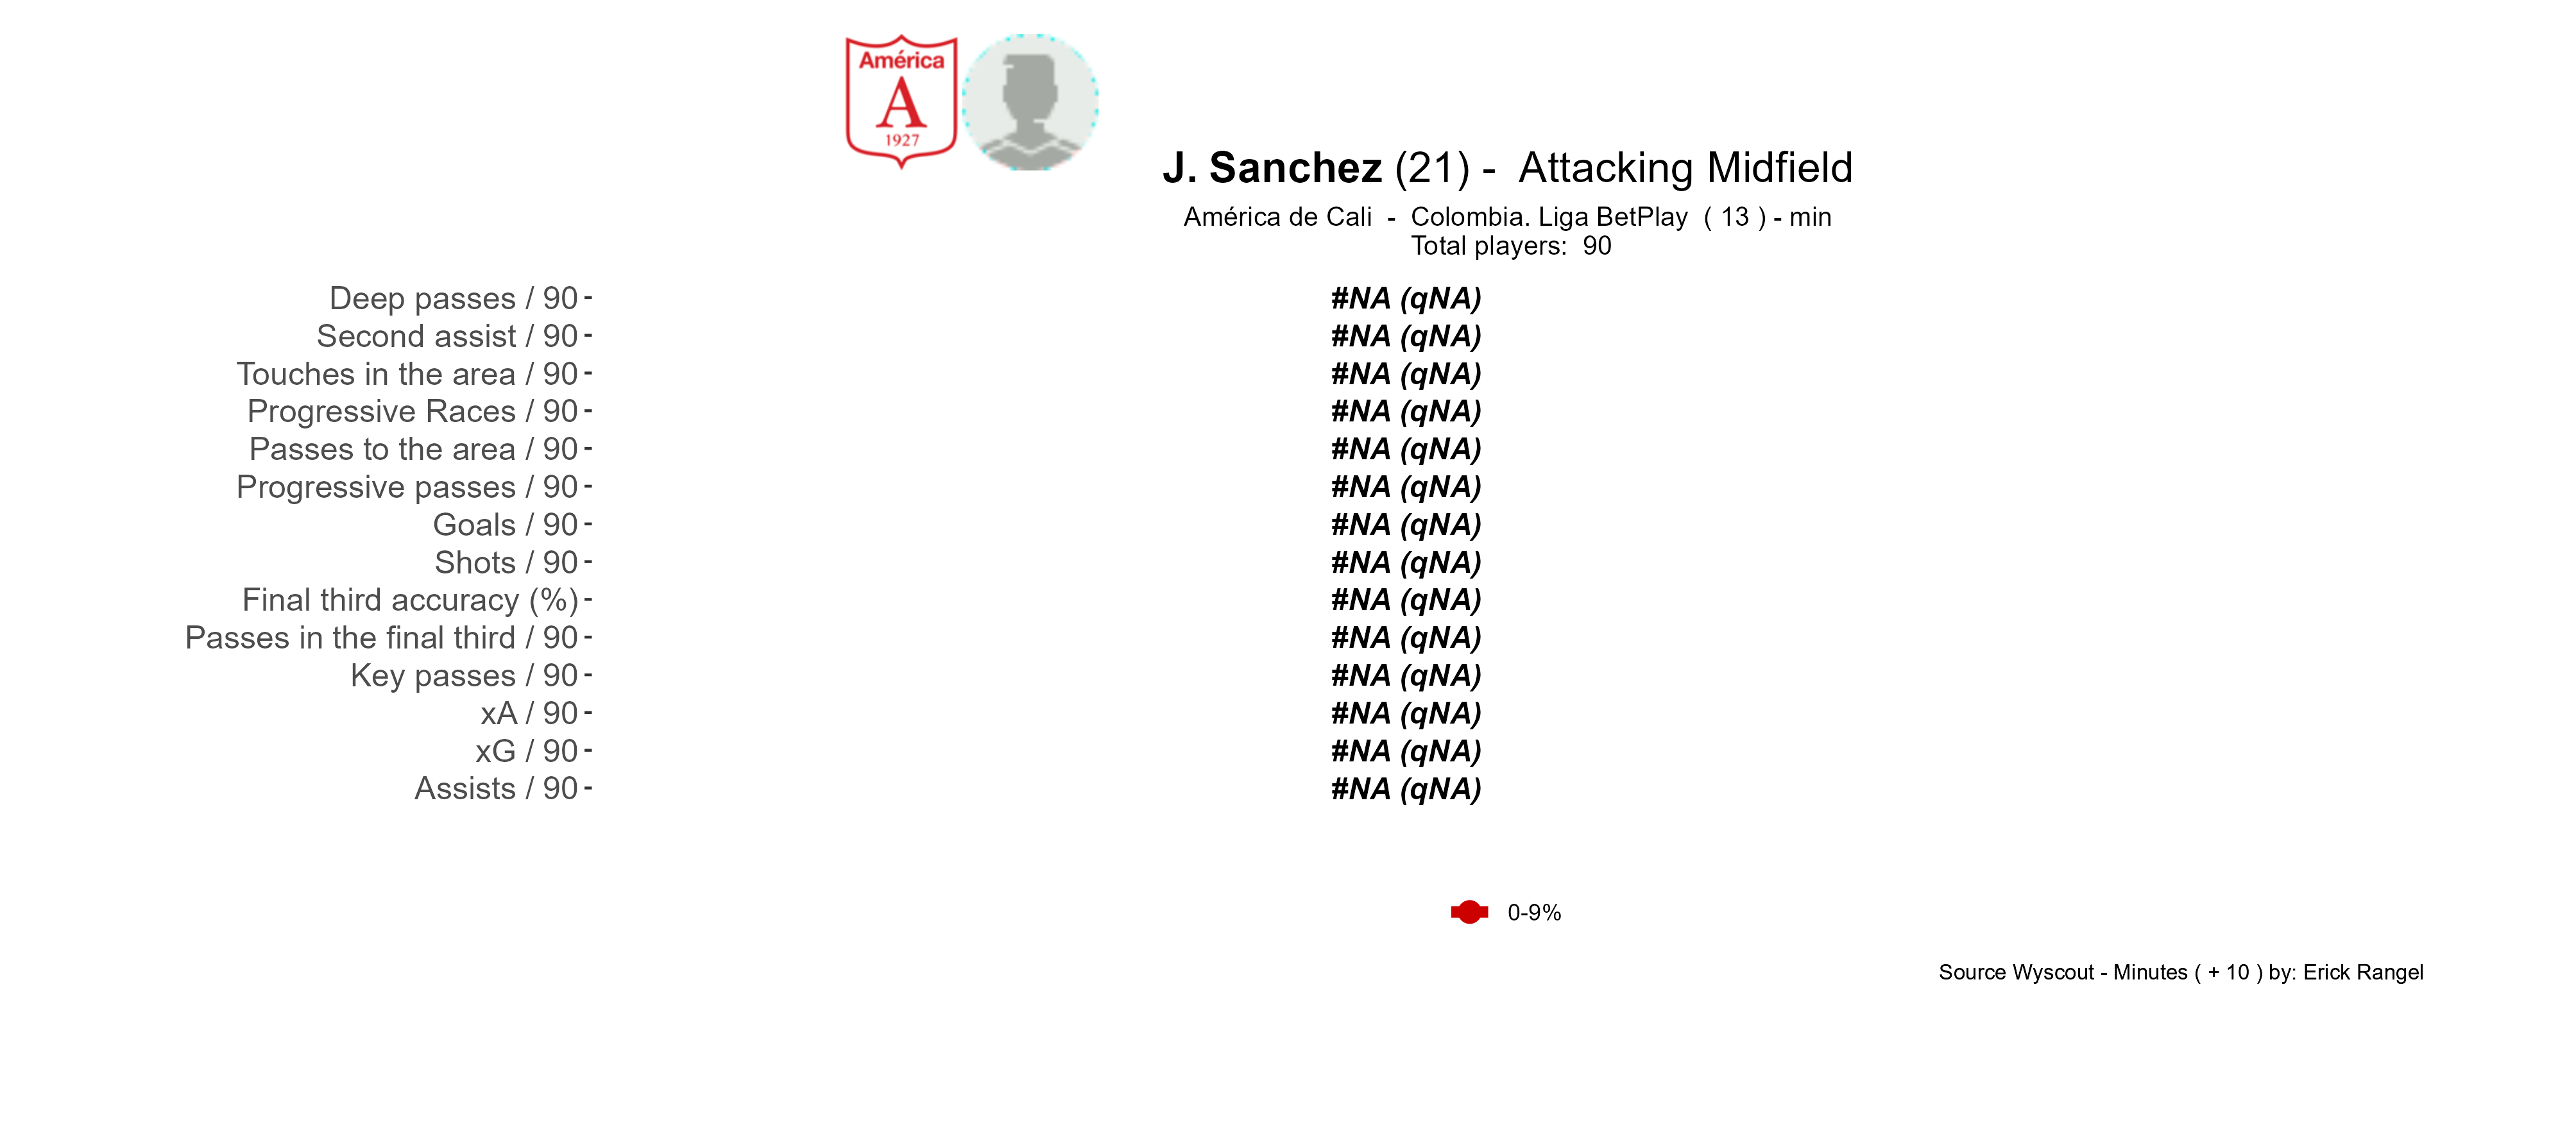 América
A
1927
J. Sanchez (21) - Attacking Midfield
América de Cali - Colombia. Liga BetPlay ( 13 ) - min
Total players: 90
Deep passes / 90 #NA (qNA)
Second assist / 90 #NA (qNA)
Touches in the area / 90 #NA (qNA)
Progressive Races / 90 #NA (qNA)
Passes to the area / 90 #NA (qNA)
Progressive passes / 90 #NA (qNA)
Goals / 90 #NA (qNA)
Shots / 90 #NA (qNA)
Final third accuracy (%) #NA (qNA)
Passes in the final third / 90 #NA (qNA)
Key passes / 90 #NA (qNA)
xA / 90 #NA (qNA)
xG / 90 #NA (qNA)
Assists / 90 #NA (qNA)
0-9%
Source Wyscout - Minutes ( + 10 ) by: Erick Rangel